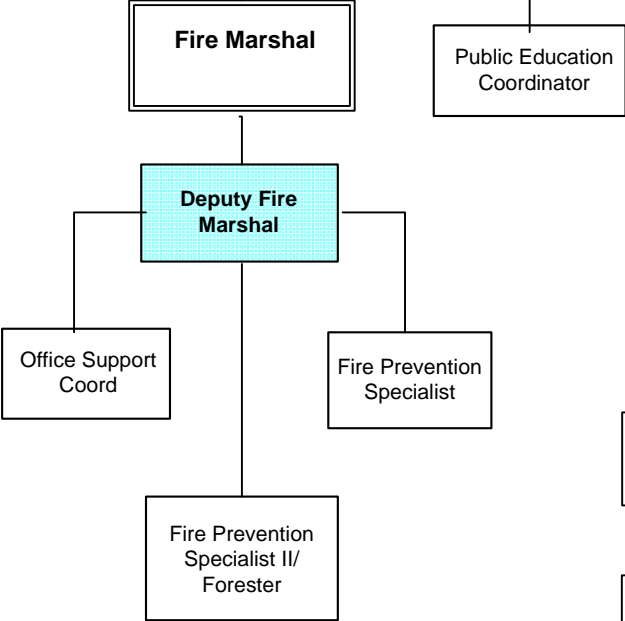 Fire Marshal
Public Education
Coordinator
Deputy Fire
Marshal
Office Support
Coord
Fire Prevention
Specialist
Fire Prevention
Specialist II/
Forester